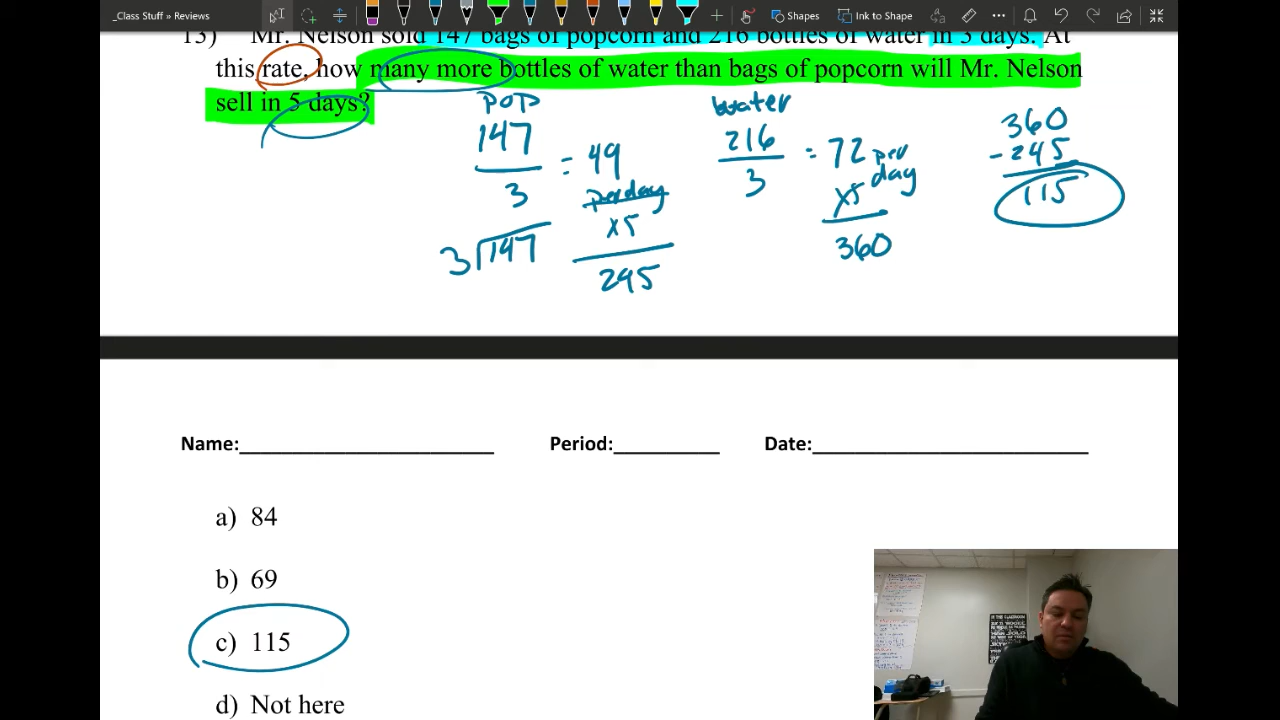 _Class Stuff » Reviews
Shapes
Ink to Shape
13) Mr. Nelson sold 147 bags of popcorn and 216 bottles of water in 3 days. At
this rate, how many more bottles of water than bags of popcorn will Mr. Nelson
sell in 5 days?
pop
147
3
= 49
per day
x5
245
3 147
water
216
3
= 72 per
day
x5
360
360
-245
115
Name:
Period:
Date:
a) 84
b) 69
c) 115
d) Not here